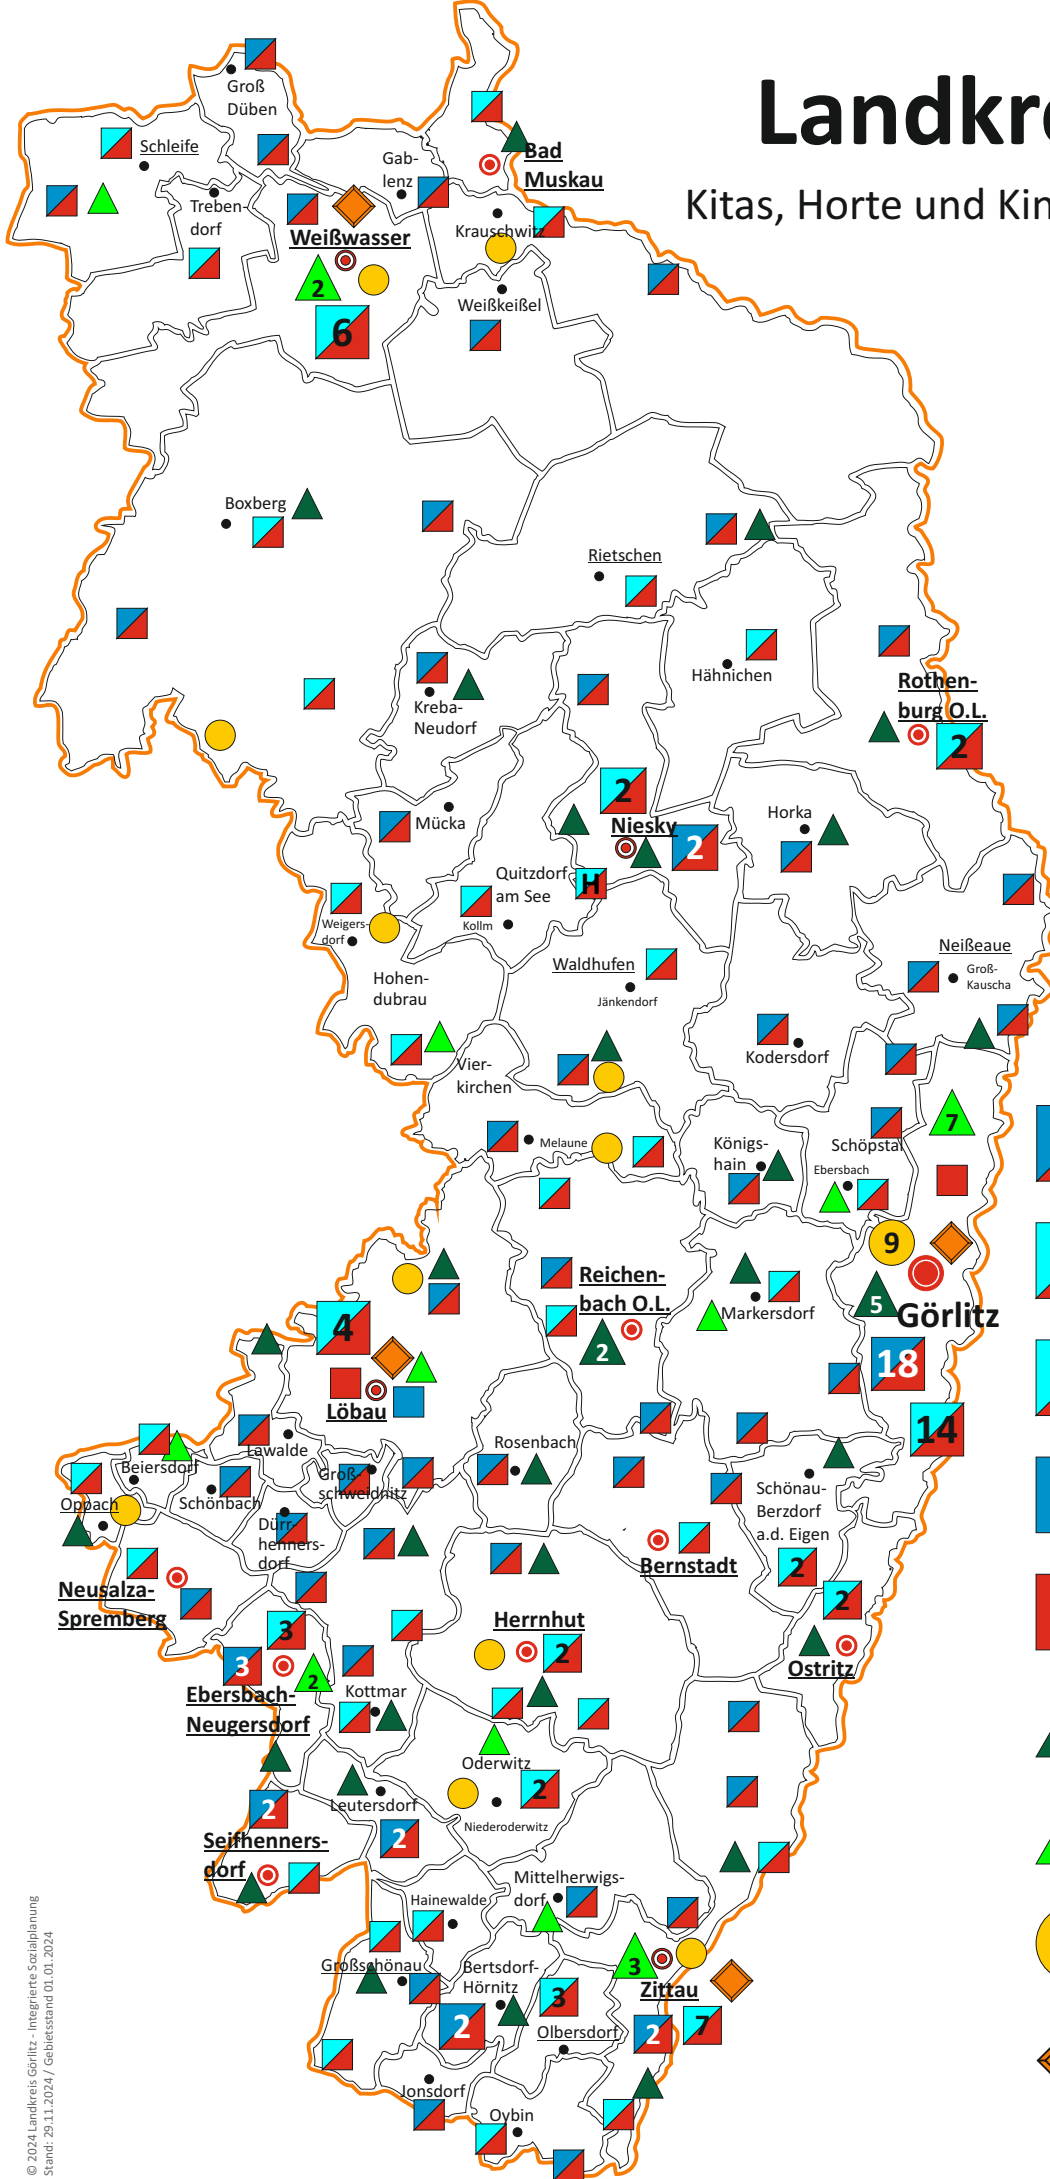 Landkre
Kitas, Horte und Kin
Groß
Düben
Schleife
Bad
Muskau
Gab-
lenz
Treben-
dorf
Krauschwitz
Weißwasser
2
Weißkeißel
6
Boxberg
Rietschen
Hähnichen
Rothen-
burg O.L.
2
Kreba-
Neudorf
2
Mücka
Niesky
2
Horka
Quitzdorf
am See
H
Kollm
Weigers-
dorf
Neißeaue
Groß-
Kauscha
Waldhufen
Jänkendorf
Hohen-
dubrau
Kodersdorf
Vier-
kirchen
7
Melaune
Königs-
hain
Schöpstal
Ebersbach
9
Reichen-
bach O.L.
2
Markersdorf
5
Görlitz
4
18
Löbau
14
Lawalde
Rosenbach
Beiersdorf
Groß-
schweidnitz
Schönbach
Oppach
Schönau-
Berzdorf
a.d. Eigen
Dürr-
henners-
dorf
Bernstadt
2
Neusalza-
Spremberg
2
3
Herrnhut
2
3
2
Ostritz
Ebersbach-
Neugersdorf
Kottmar
Oderwitz
2
Leutersdorf
Niederoderwitz
2
2
Seifhenners-
dorf
Mittelherwigs-
dorf
Hainewalde
Großschönau
Bertsdorf-
Hörnitz
3
Zittau
3
2
Olbersdorf
2
7
Jonsdorf
Oybin
© 2024 Landkreis Görlitz - Integrierte Sozialplanung
Stand: 29.11.2024 / Gebietsstand 01.01.2024